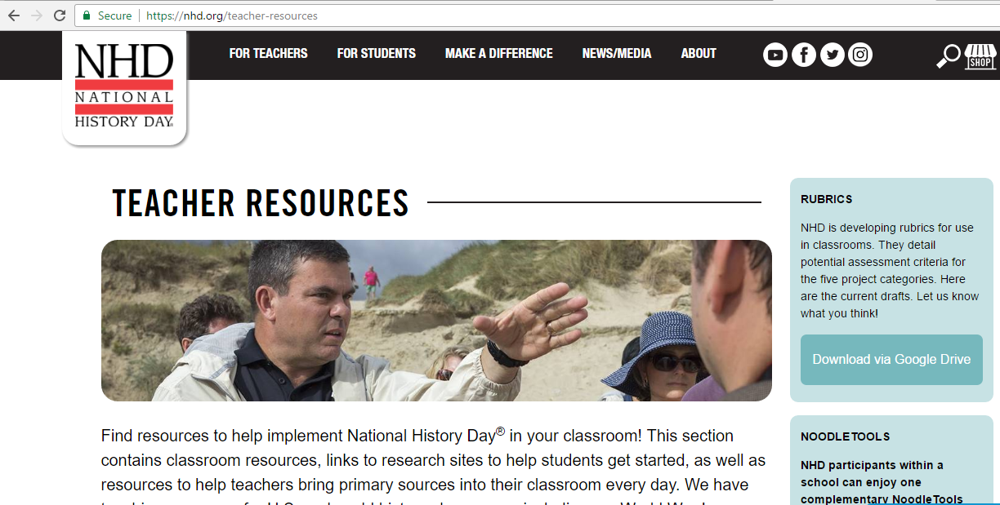 Secure https://nhd.org/teacher-resources
NHD
NATIONAL
HISTORY DAY®
FOR TEACHERS FOR STUDENTS MAKE A DIFFERENCE NEWS/MEDIA ABOUT
SHOP
TEACHER RESOURCES
Find resources to help implement National History Day® in your classroom! This section
contains classroom resources, links to research sites to help students get started, as well as
resources to help teachers bring primary sources into their classroom every day. We have
RUBRICS
NHD is developing rubrics for use
in classrooms. They detail
potential assessment criteria for
the five project categories. Here
are the current drafts. Let us know
what you think!
Download via Google Drive
NOODLETOOLS
NHD participants within a
school can enjoy one
complementary NoodleTools